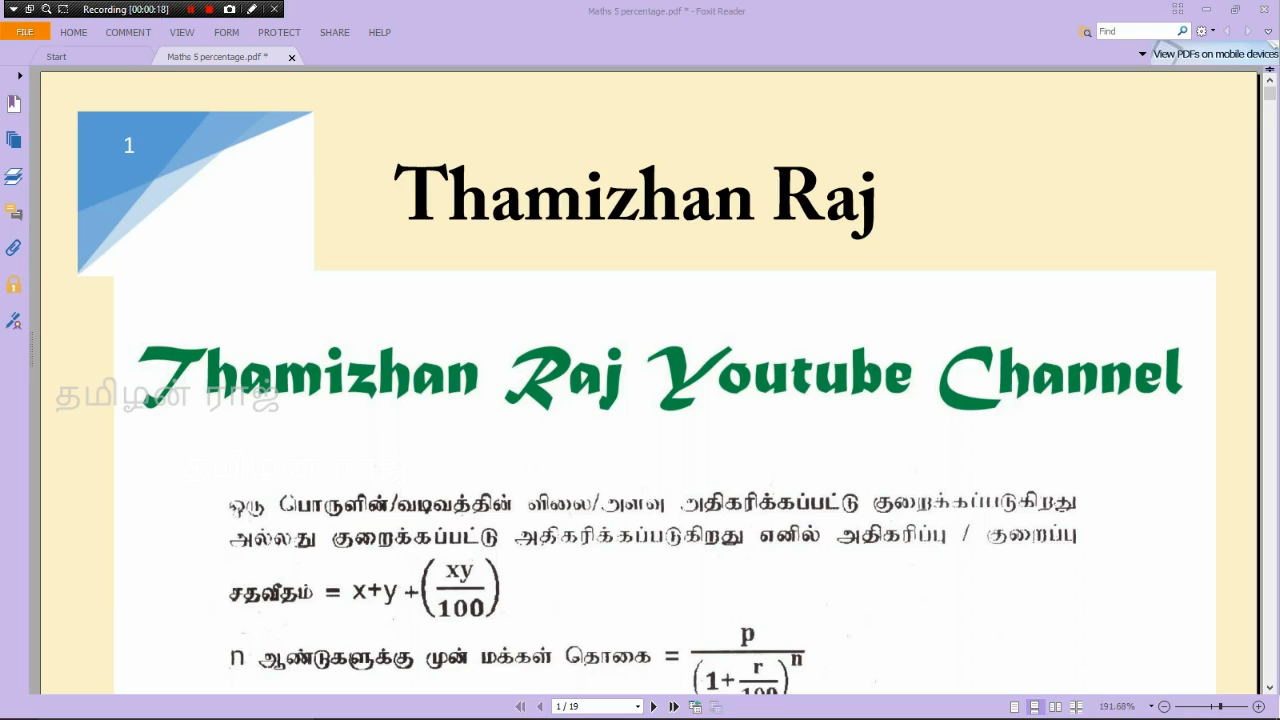 Recording [00:00:18]
Maths 5 percentage.pdf * - Foxit Reader
FILE HOME COMMENT VIEW FORM PROTECT SHARE HELP Find
Start Maths 5 percentage.pdf * View PDFs on mobile devices
1
Thamizhan Raj
Thamizhan Raj Youtube Channel
தமிழன் ராஜ்
ஒரு பொருளின்/வடிவத்தின் விலை/அளவு அதிகரிக்கப்பட்டு குறைக்கப்படுகிறது
அல்லது குறைக்கப்பட்டு அதிகரிக்கப்படுகிறது எனில் அதிகரிப்பு / குறைப்பு
சதவீதம் = x+y+(xy/100)
n ஆண்டுகளுக்கு முன் மக்கள் தொகை = p/(1+r/100)^n
1 / 19 191.68%